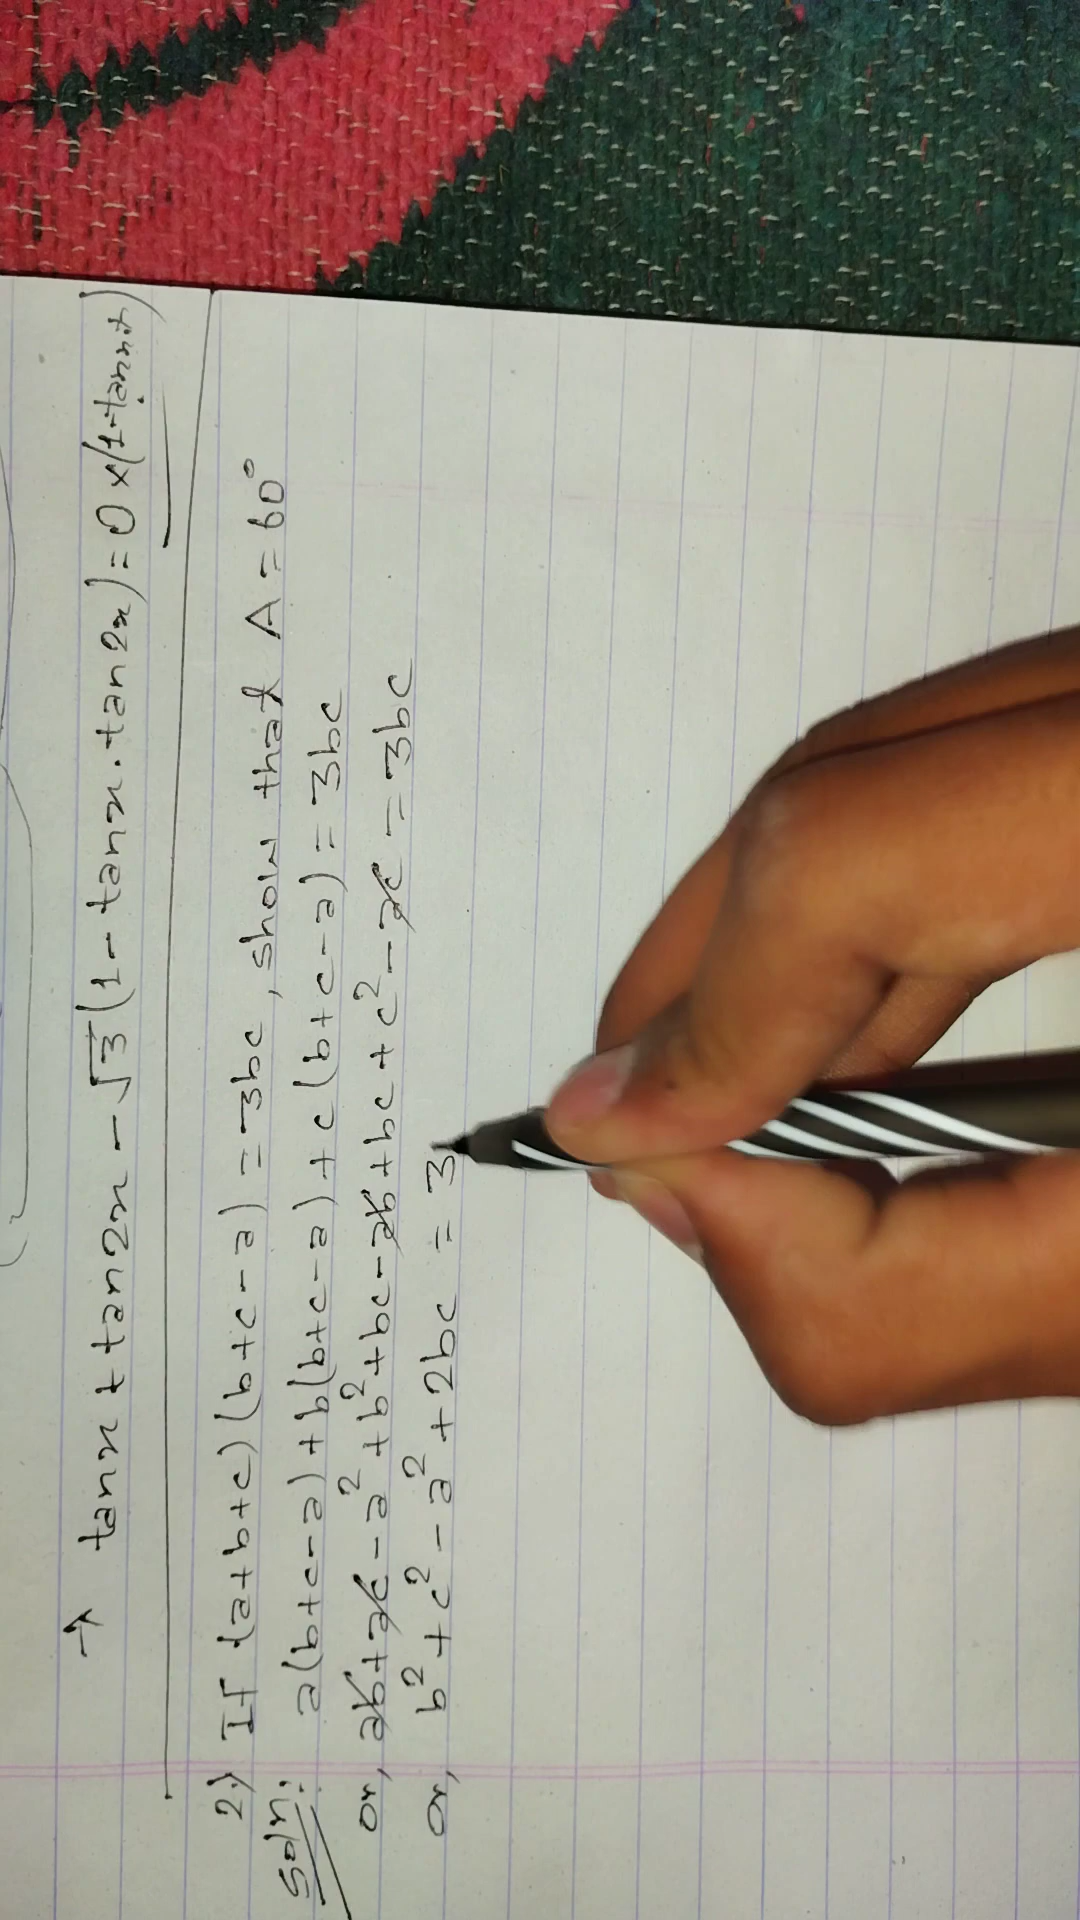 → tanx + tan2x - √3(1 - tanx.tan2x) = 0 x(1-tanx.t)
2) If (a+b+c)(b+c-a) = 3bc, show that A = 60°
Soln: a(b+c-a)+b(b+c-a)+c(b+c-a) = 3bc
or, ab+ac-a²+b²+bc-ab+bc+c²-ac = 3bc
or, b²+c²-a²+2bc = 3